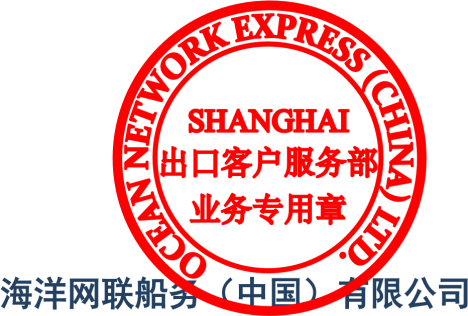 OCEAN NETWORK EXPRESS (CHINA) LTD.
SHANGHAI
出口客户服务部
业务专用章
海洋网联船务（中国）有限公司